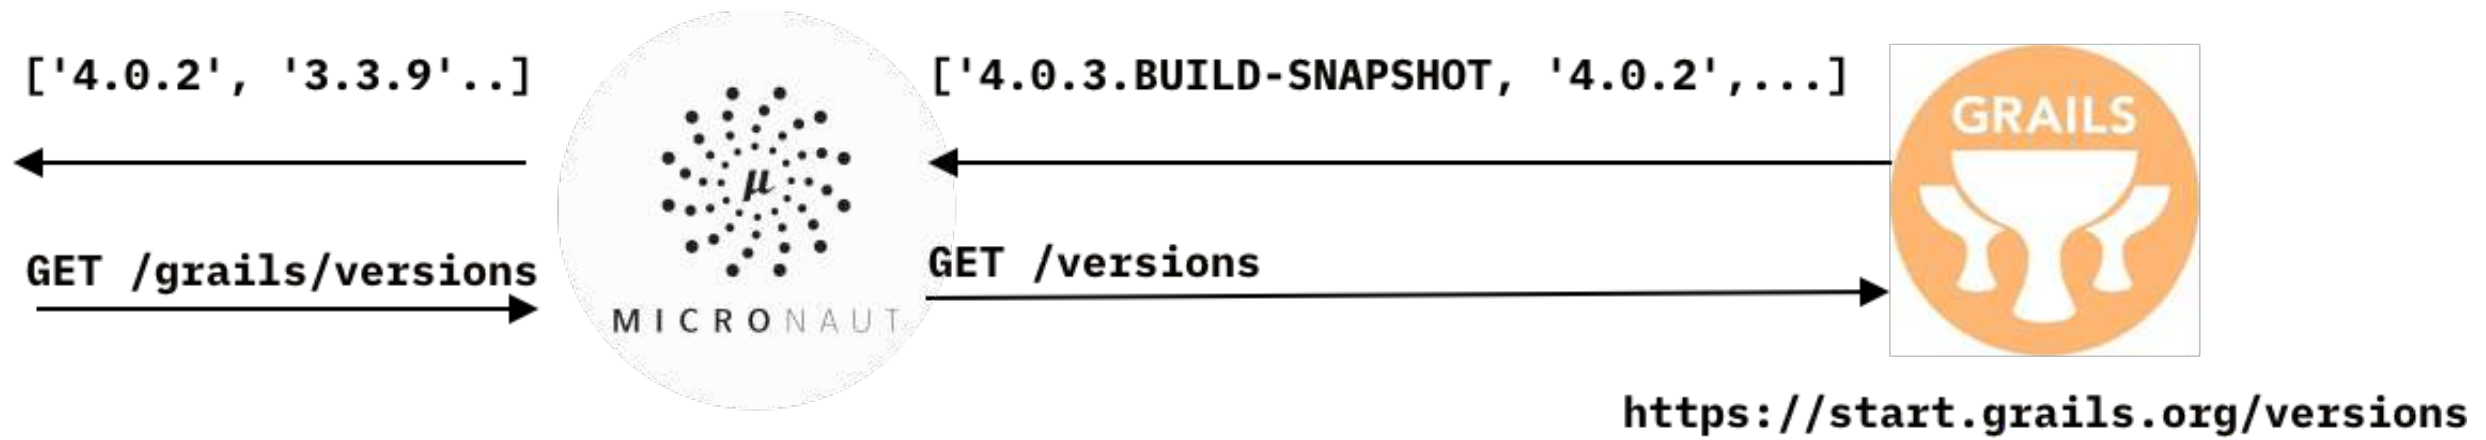 ['4.0.2', '3.3.9'..]
['4.0.3.BUILD-SNAPSHOT, '4.0.2',...]
GRAILS
μ
GET /grails/versions
GET /versions
MICRONAUT
https://start.grails.org/versions